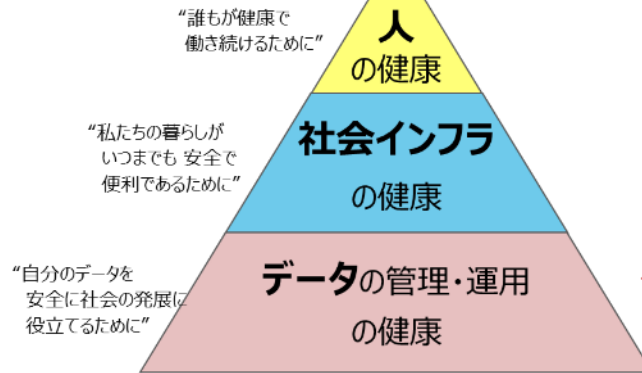 “誰もが健康で
働き続けるために”
人
の健康
“私たちの暮らしが
いつまでも 安全で
便利であるために”
社会インフラ
の健康
“自分のデータを
安全に社会の発展に
役立てるために”
データの管理・運用
の健康